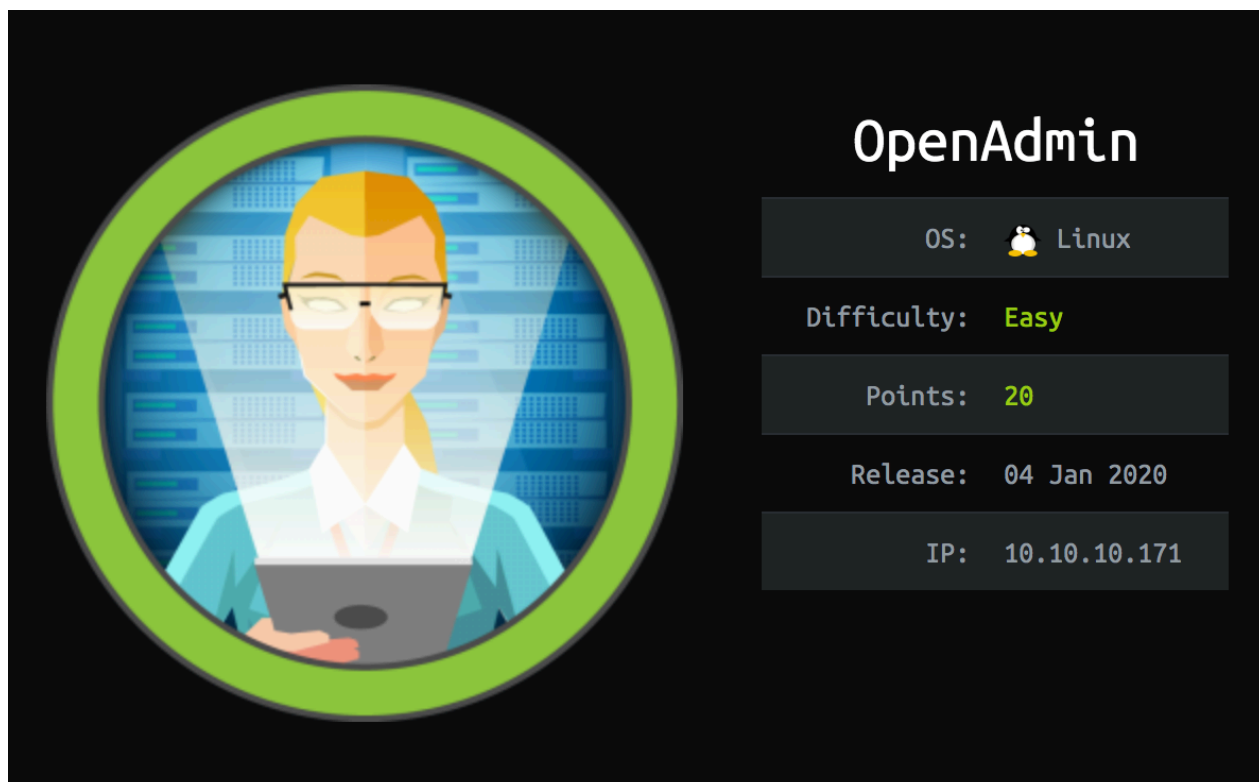 OpenAdmin
OS: Linux
Difficulty: Easy
Points: 20
Release: 04 Jan 2020
IP: 10.10.10.171